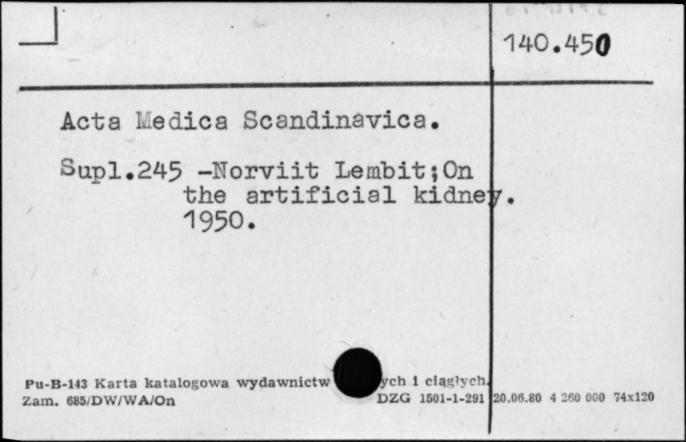 140.450
Acta Medica Scandinavica.
Supl.245 -Norviit Lembit;On
the artificial kidney.
1950.
Pu-B-143 Karta katalogowa wydawnictw ych i ciągłych.
Zam. 685/DW/WA/On DZG 1501-1-291 20.06.80 4 260 000 74x120